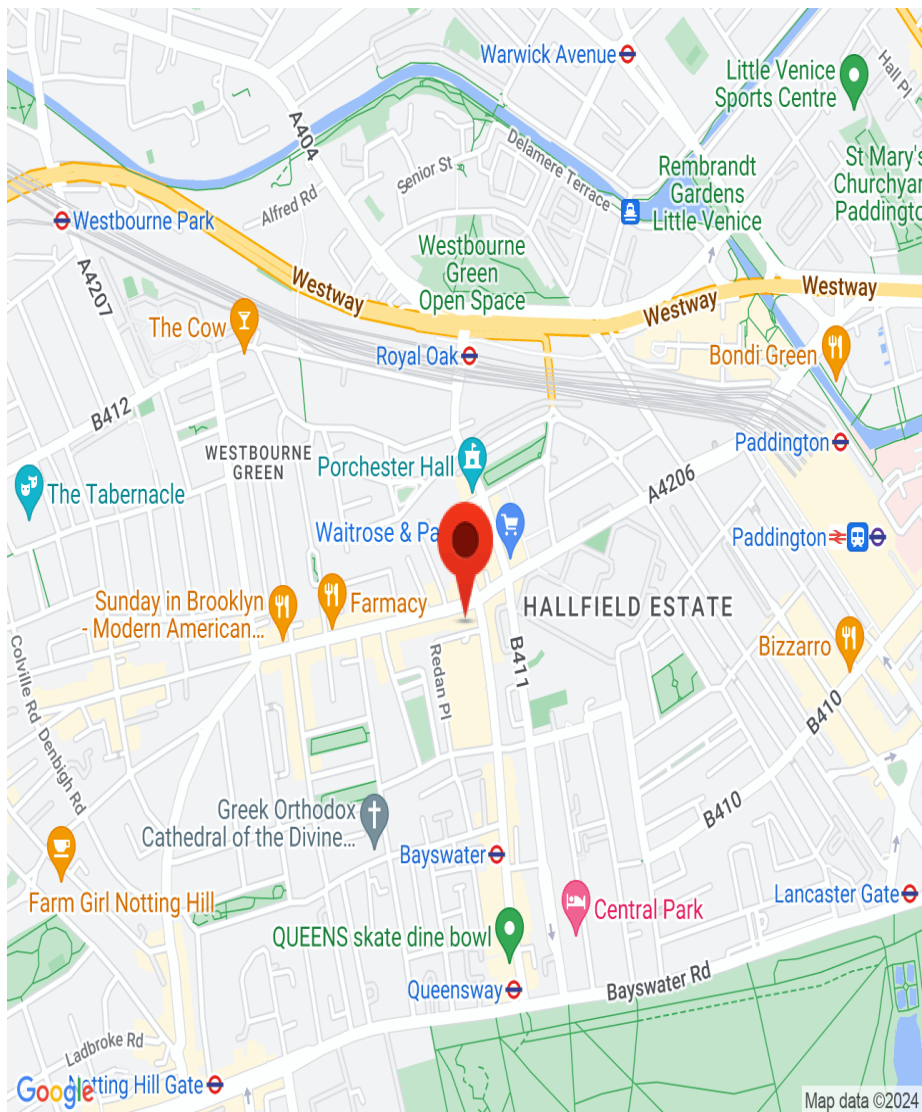 Warwick Avenue
Little Venice
Sports Centre
Hall Pl
A404
Delamere Terrace
Senior St
Rembrandt
Gardens
Little Venice
St Mary's
Churchyar
Paddingto
Alfred Rd
Westbourne Park
Westbourne
Green
Open Space
A4207
Westway
Westway
Westway
The Cow
Royal Oak
Bondi Green
B412
WESTBOURNE
GREEN
Paddington
Porchester Hall
The Tabernacle
A4206
Waitrose & Pa
Paddington
Sunday in Brooklyn
- Modern American...
Farmacy
HALLFIELD ESTATE
Colville Rd
Redan Pl
B411
Bizzarro
B410
Denbigh Rd
Greek Orthodox
Cathedral of the Divine...
B410
Bayswater
Farm Girl Notting Hill
Lancaster Gate
Central Park
QUEENS skate dine bowl
Queensway
Bayswater Rd
Ladbroke Rd
Google
Notting Hill Gate
Map data ©2024